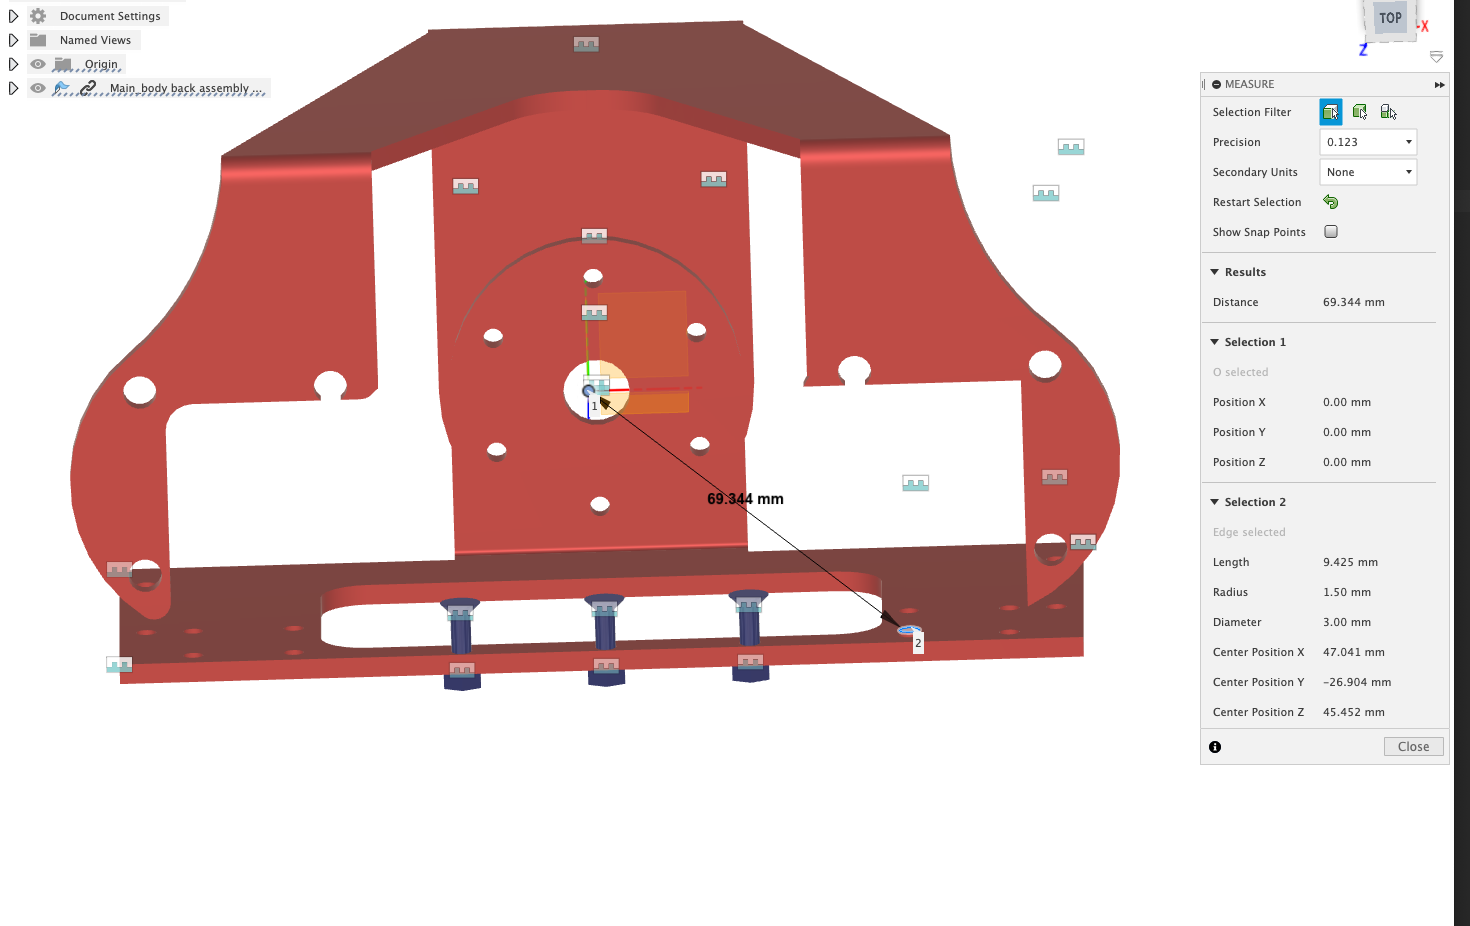 Document Settings
Named Views
Origin
Main_body back assembly ...
TOP
X
Z
MEASURE
Selection Filter
Precision 0.123
Secondary Units None
Restart Selection
Show Snap Points
Results
Distance 69.344 mm
Selection 1
O selected
Position X 0.00 mm
Position Y 0.00 mm
Position Z 0.00 mm
Selection 2
Edge selected
Length 9.425 mm
Radius 1.50 mm
Diameter 3.00 mm
Center Position X 47.041 mm
Center Position Y -26.904 mm
Center Position Z 45.452 mm
Close
1
69.344 mm
2